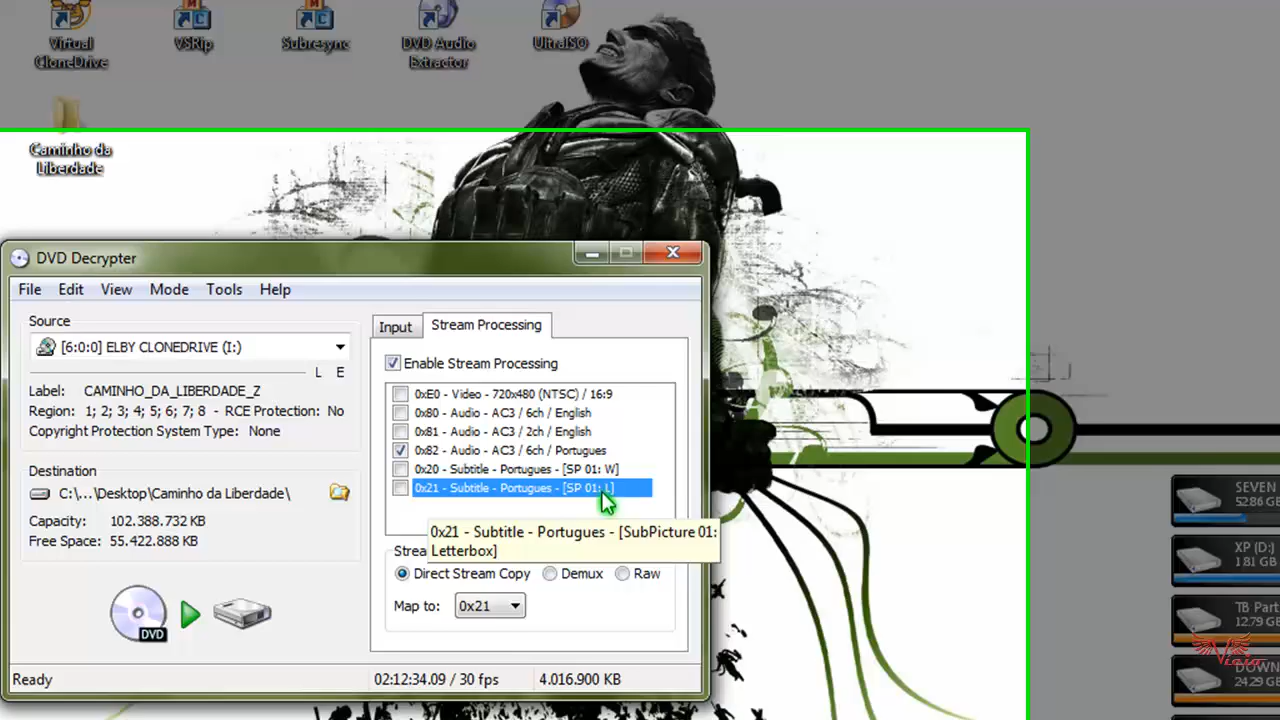 Virtual CloneDrive
VSRip
Subresync
DVD Audio Extractor
UltraISO
Caminho da Liberdade
DVD Decrypter
File Edit View Mode Tools Help
Source
[6:0:0] ELBY CLONEDRIVE (I:)
L E
Label: CAMINHO_DA_LIBERDADE_Z
Region: 1; 2; 3; 4; 5; 6; 7; 8 - RCE Protection: No
Copyright Protection System Type: None
Destination
C:\...\Desktop\Caminho da Liberdade\
Capacity: 102.388.732 KB
Free Space: 55.422.888 KB
DVD
Input
Stream Processing
Enable Stream Processing
0xE0 - Video - 720x480 (NTSC) / 16:9
0x80 - Audio - AC3 / 6ch / English
0x81 - Audio - AC3 / 2ch / English
0x82 - Audio - AC3 / 6ch / Portugues
0x20 - Subtitle - Portugues - [SP 01: W]
0x21 - Subtitle - Portugues - [SP 01: L]
0x21 - Subtitle - Portugues - [SubPicture 01:
Letterbox]
Strea
Direct Stream Copy Demux Raw
Map to: 0x21
Ready
02:12:34.09 / 30 fps
4.016.900 KB
SEVEN
XP (D:)
TB Part
12.79 GB
DOWN